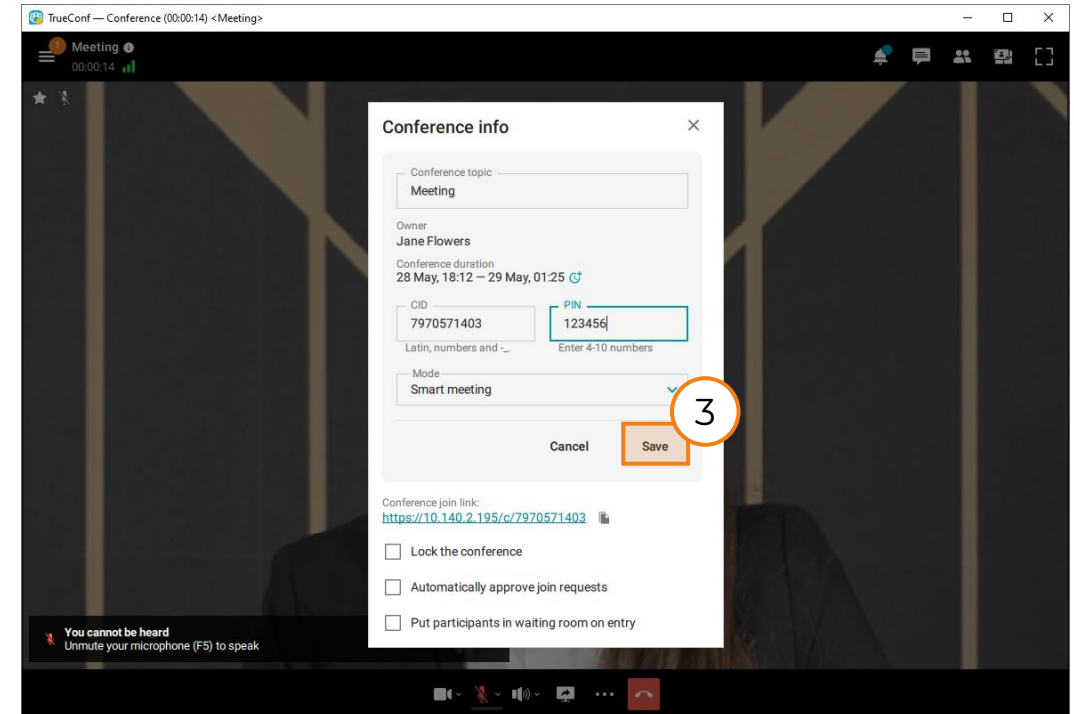 TrueConf — Conference (00:00:14) <Meeting>
1
Meeting
00:00:14
Conference info
Conference topic
Meeting
Owner
Jane Flowers
Conference duration
28 May, 18:12 — 29 May, 01:25
CID
7970571403
Latin, numbers and -_.
PIN
123456
Enter 4-10 numbers
Mode
Smart meeting
3
Cancel Save
Conference join link:
https://10.140.2.195/c/7970571403
Lock the conference
Automatically approve join requests
Put participants in waiting room on entry
You cannot be heard
Unmute your microphone (F5) to speak